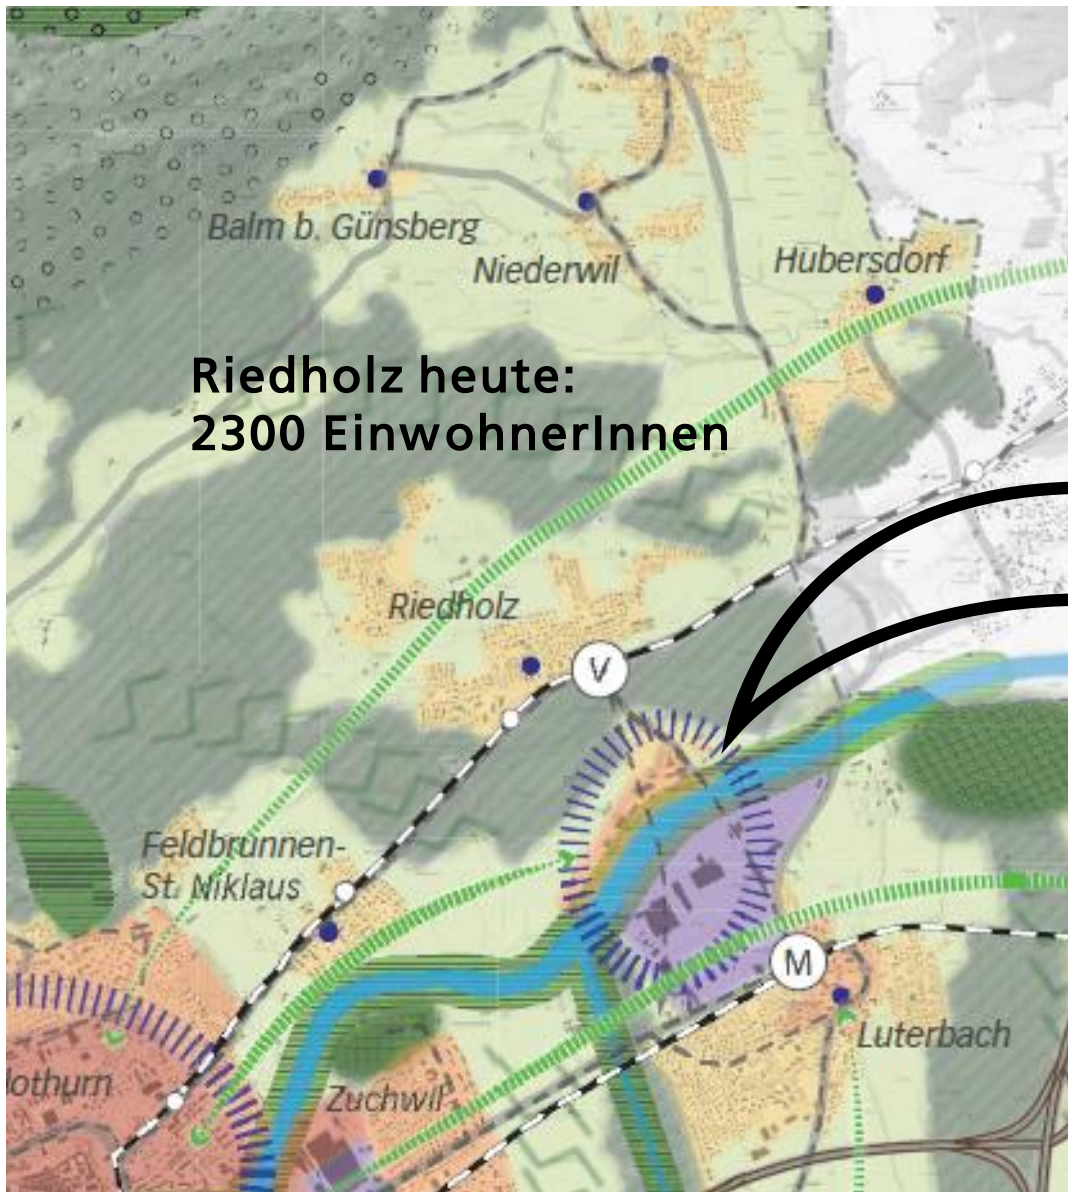 Balm b. Günsberg
Niederwil
Hubersdorf
Riedholz heute:
2300 EinwohnerInnen
Riedholz
V
Feldbrunnen-
St. Niklaus
M
Luterbach
lothurn
Zuchwil